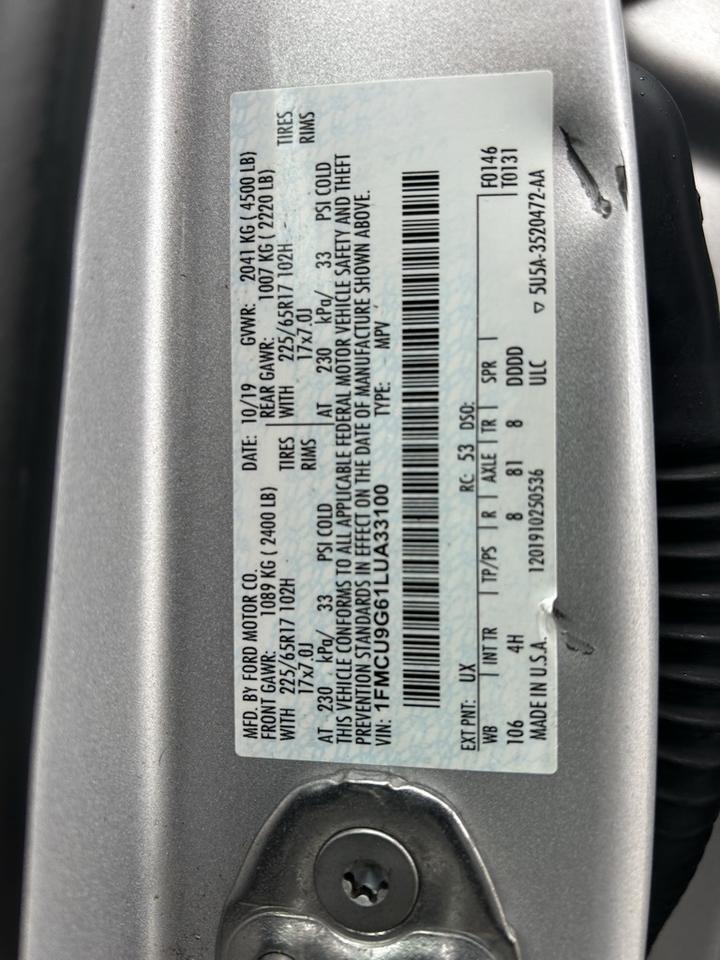 MFD. BY FORD MOTOR CO. DATE: 10/19 GVWR: 2041 KG ( 4500 LB)
FRONT GAWR: 1089 KG ( 2400 LB) REAR GAWR: 1007 KG ( 2220 LB)
WITH 225/65R17 102H TIRES WITH 225/65R17 102H TIRES
17x7.0J RIMS 17x7.0J RIMS
AT 230 kPa/ 33 PSI COLD AT 230 kPa/ 33 PSI COLD
THIS VEHICLE CONFORMS TO ALL APPLICABLE FEDERAL MOTOR VEHICLE SAFETY AND THEFT
PREVENTION STANDARDS IN EFFECT ON THE DATE OF MANUFACTURE SHOWN ABOVE.
VIN: 1FMCU9G61LUA33100 TYPE: MPV
EXT PNT: UX RC: 53 DSO:
WB INT TR TP/PS R AXLE TR SPR F0146
106 4H 8 81 8 DDDD T0131
MADE IN U.S.A. 1201910250536 ULC ▽ 5U5A-3520472-AA